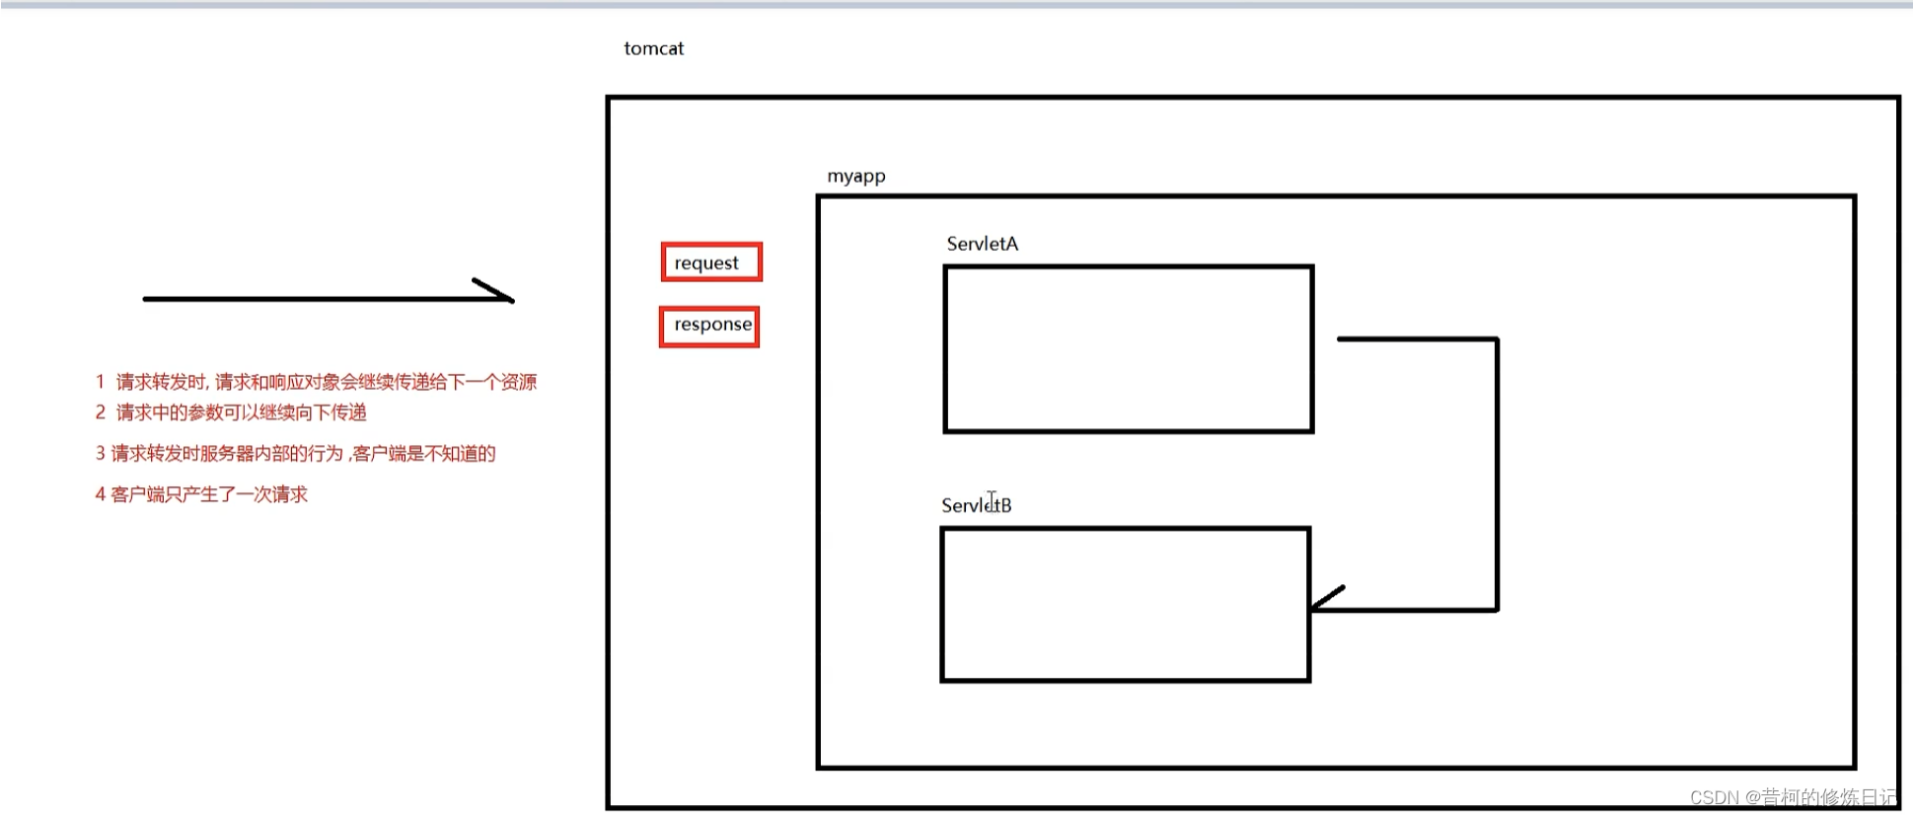 tomcat
myapp
ServletA
request
response
1 请求转发时, 请求和响应对象会继续传递给下一个资源
2 请求中的参数可以继续向下传递
3 请求转发时服务器内部的行为 ,客户端是不知道的
4 客户端只产生了一次请求
ServletB
CSDN @昔柯的修炼日记